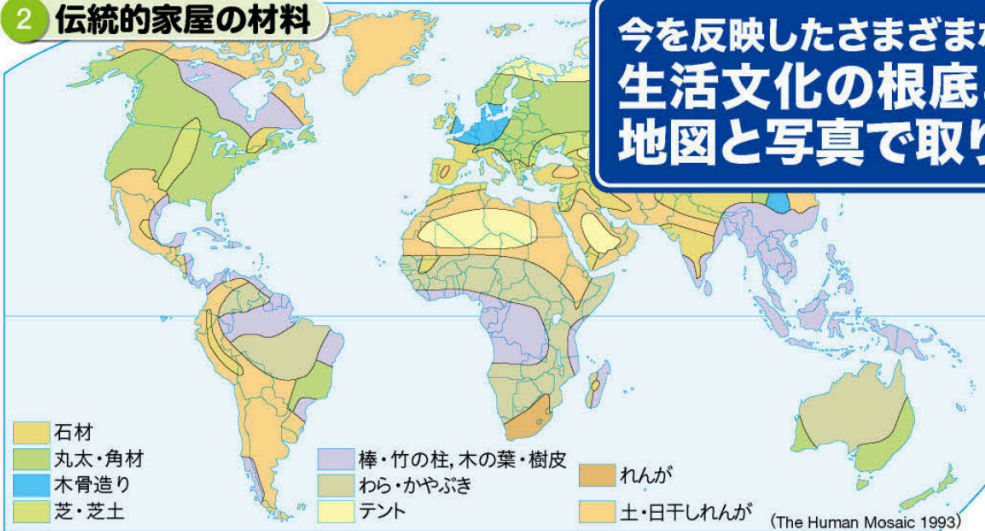 2 伝統的家屋の材料
今を反映したさまざまな
生活文化の根底
地図と写真で取り
石材
丸太・角材
木骨造り
芝・芝土
棒・竹の柱，木の葉・樹皮
わら・かやぶき
テント
れんが
土・日干しれんが
(The Human Mosaic 1993)